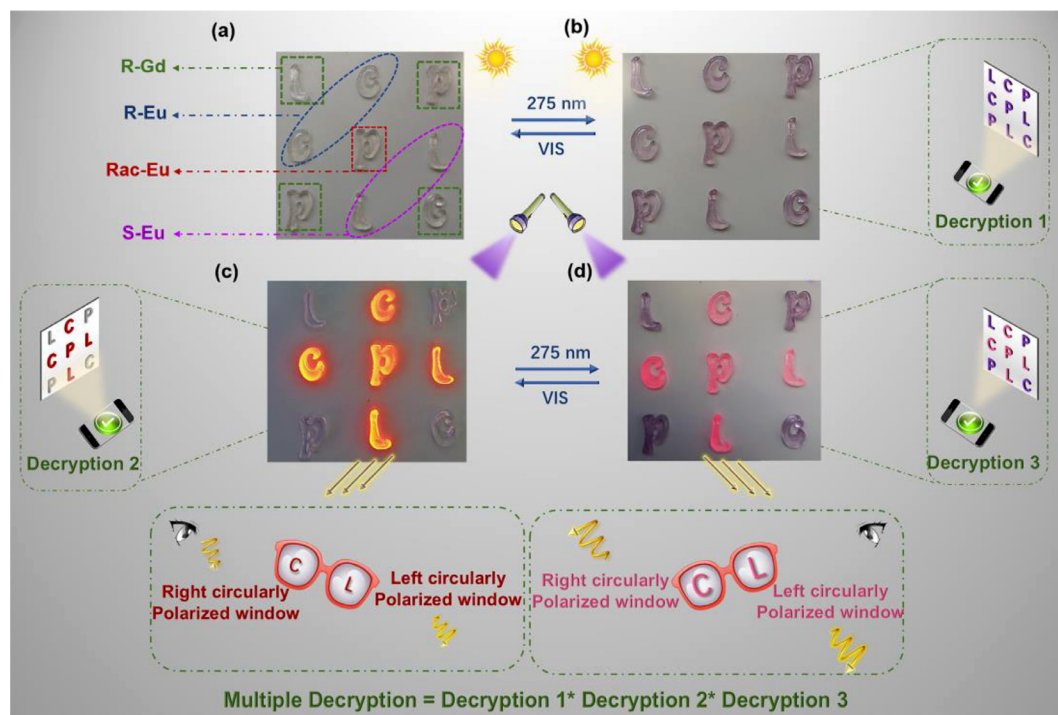 (a)
(b)
R-Gd
R-Eu
Rac-Eu
S-Eu
L C P
C P L
P L C
275 nm
VIS
L C P
C P L
P L C
L C P
C P L
P L C
Decryption 1
(c)
(d)
L C P
C P L
P L C
Decryption 2
L C P
C P L
P L C
275 nm
VIS
L C P
C P L
P L C
L C P
C P L
P L C
Decryption 3
Right circularly
Polarized window
C L
Left circularly
Polarized window
Right circularly
Polarized window
C L
Left circularly
Polarized window
Multiple Decryption = Decryption 1* Decryption 2* Decryption 3